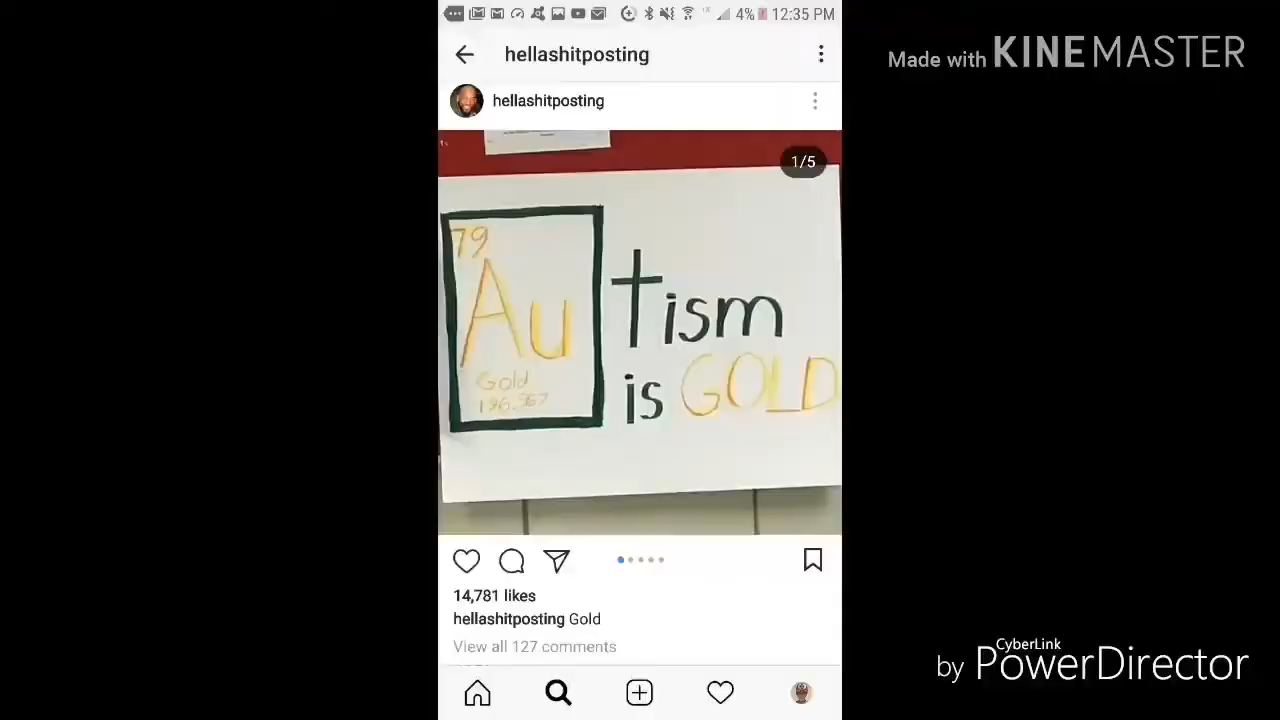 4% 12:35 PM
hellashitposting
hellashitposting
1/5
79
Au
tism
Gold
is GOLD
14,781 likes
hellashitposting Gold
View all 127 comments
Made with KINEMASTER
CyberLink
by PowerDirector